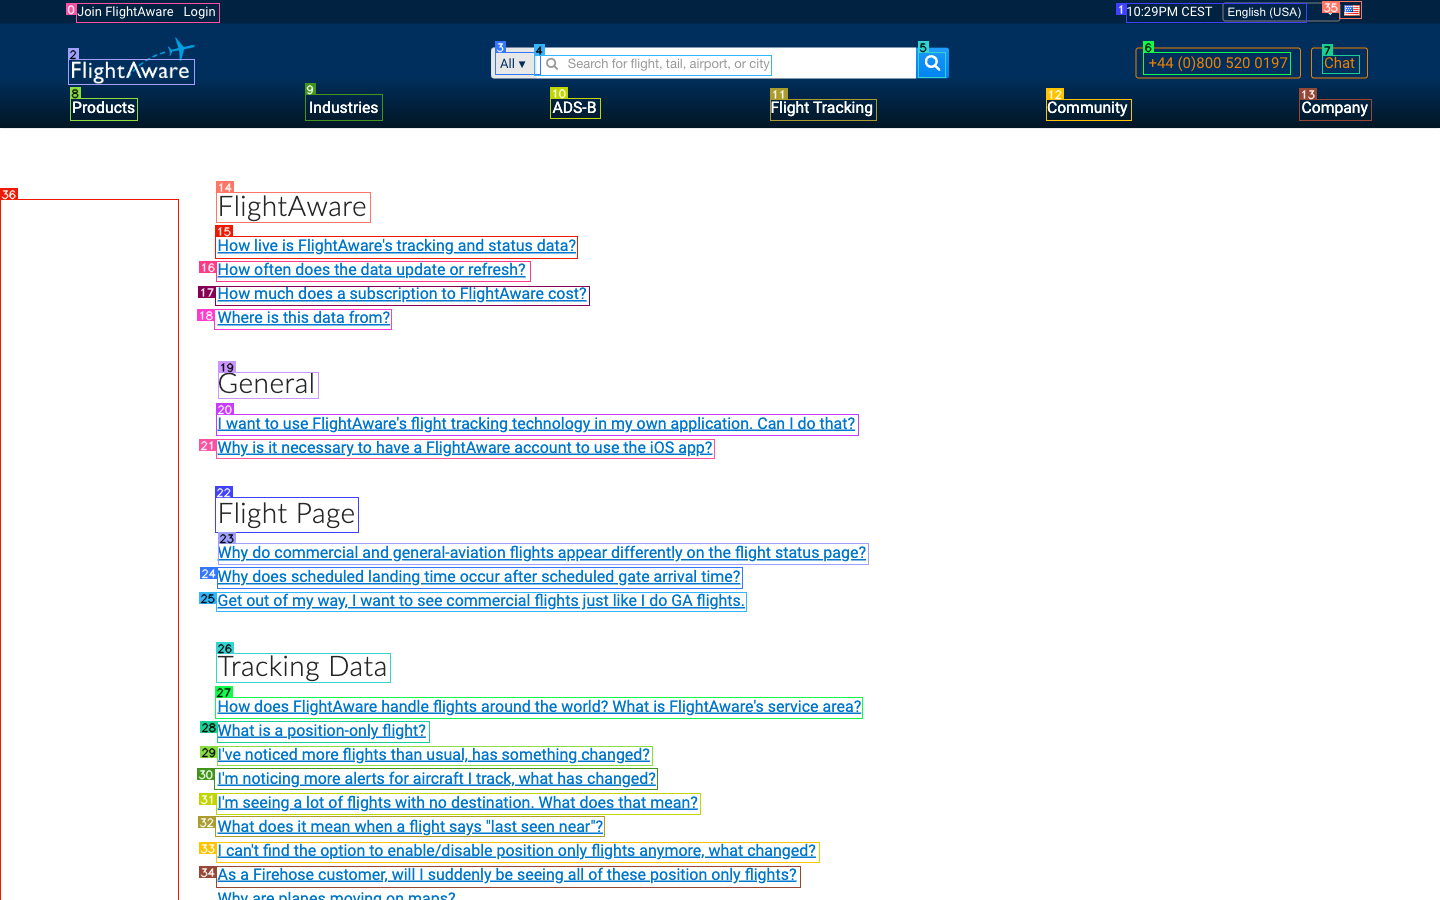 0 Join FlightAware Login 1 10:29PM CEST English (USA) 35
2 FlightAware 3 All ▾ 4 Search for flight, tail, airport, or city 5 6 +44 (0)800 520 0197 7 Chat
8 Products 9 Industries 10 ADS-B 11 Flight Tracking 12 Community 13 Company
36
14 FlightAware
15 How live is FlightAware's tracking and status data?
16 How often does the data update or refresh?
17 How much does a subscription to FlightAware cost?
18 Where is this data from?
19 General
20 I want to use FlightAware's flight tracking technology in my own application. Can I do that?
21 Why is it necessary to have a FlightAware account to use the iOS app?
22 Flight Page
23 Why do commercial and general-aviation flights appear differently on the flight status page?
24 Why does scheduled landing time occur after scheduled gate arrival time?
25 Get out of my way, I want to see commercial flights just like I do GA flights.
26 Tracking Data
27 How does FlightAware handle flights around the world? What is FlightAware's service area?
28 What is a position-only flight?
29 I've noticed more flights than usual, has something changed?
30 I'm noticing more alerts for aircraft I track, what has changed?
31 I'm seeing a lot of flights with no destination. What does that mean?
32 What does it mean when a flight says "last seen near"?
33 I can't find the option to enable/disable position only flights anymore, what changed?
34 As a Firehose customer, will I suddenly be seeing all of these position only flights?
Why are planes moving on maps?